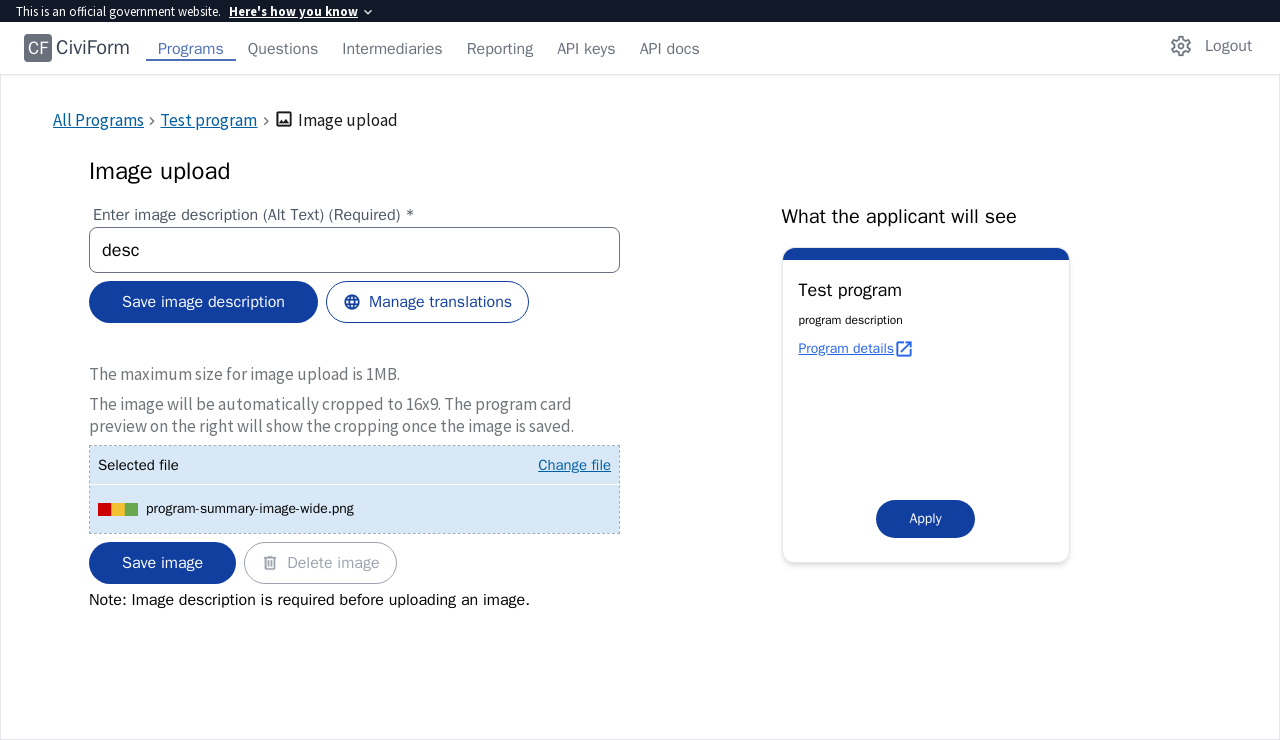 This is an official government website. Here's how you know
CF CiviForm Programs Questions Intermediaries Reporting API keys API docs Logout
All Programs > Test program > Image upload
Image upload
Enter image description (Alt Text) (Required) *
desc
Save image description Manage translations
The maximum size for image upload is 1MB.
The image will be automatically cropped to 16x9. The program card
preview on the right will show the cropping once the image is saved.
Selected file Change file
program-summary-image-wide.png
Save image Delete image
Note: Image description is required before uploading an image.
What the applicant will see
Test program
program description
Program details
Apply